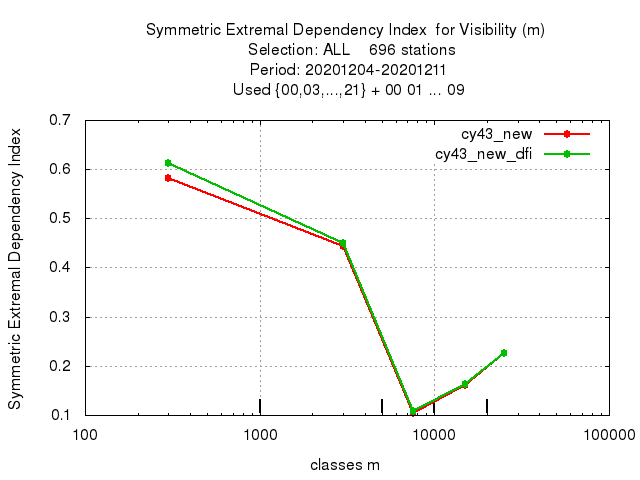 Symmetric Extremal Dependency Index  for Visibility (m)
Selection: ALL    696 stations
Period: 20201204-20201211
Used {00,03,...,21} + 00 01 ... 09
cy43_new
cy43_new_dfi
Symmetric Extremal Dependency Index
0.7
0.6
0.5
0.4
0.3
0.2
0.1
100
1000
10000
100000
classes m